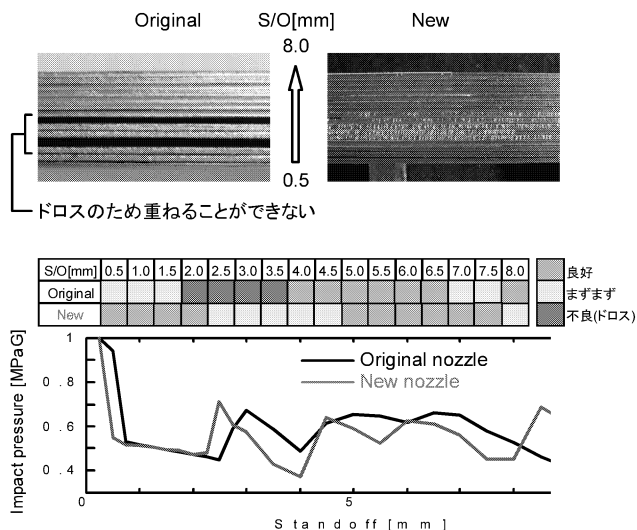 Original S/O[mm] New
8.0
0.5
ドロスのため重ねることができない
S/O[mm] 0.5 1.0 1.5 2.0 2.5 3.0 3.5 4.0 4.5 5.0 5.5 6.0 6.5 7.0 7.5 8.0
Original
New
良好
まずまず
不良(ドロス)
Impact pressure [MPaG]
1
0.8
0.6
0.4
Original nozzle
New nozzle
0 5
Standoff [mm]